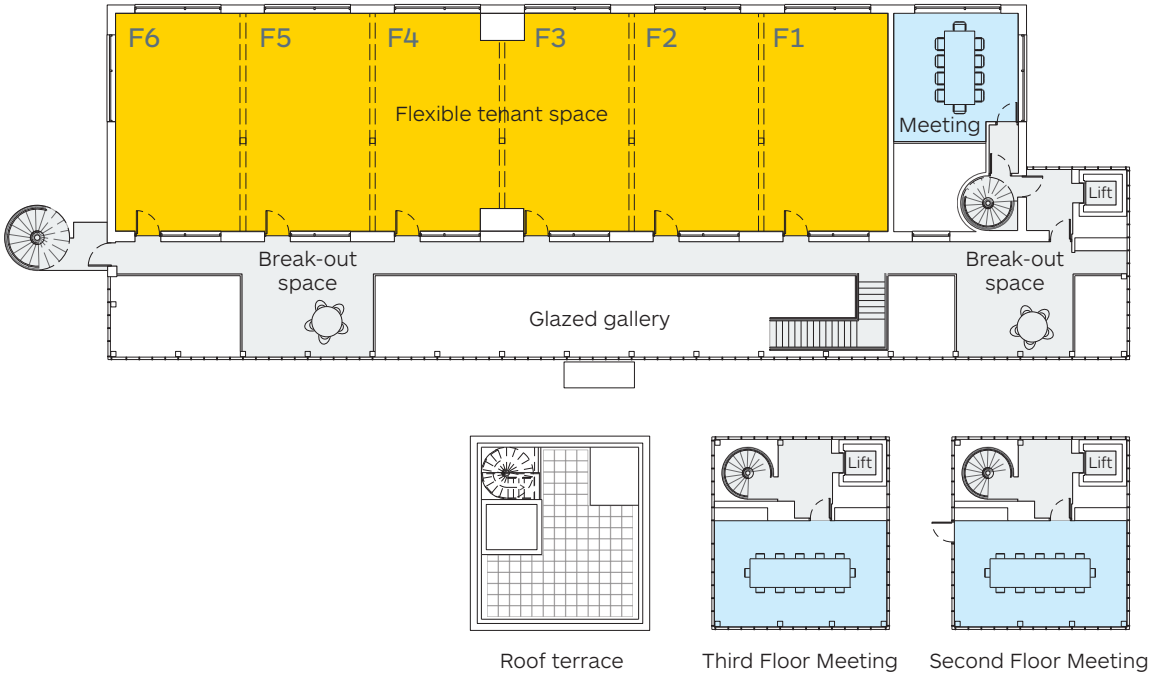 F6
F5
F4
F3
F2
F1
Flexible tenant space
Meeting
Lift
Break-out
space
Glazed gallery
Break-out
space
Lift
Lift
Roof terrace
Third Floor Meeting
Second Floor Meeting